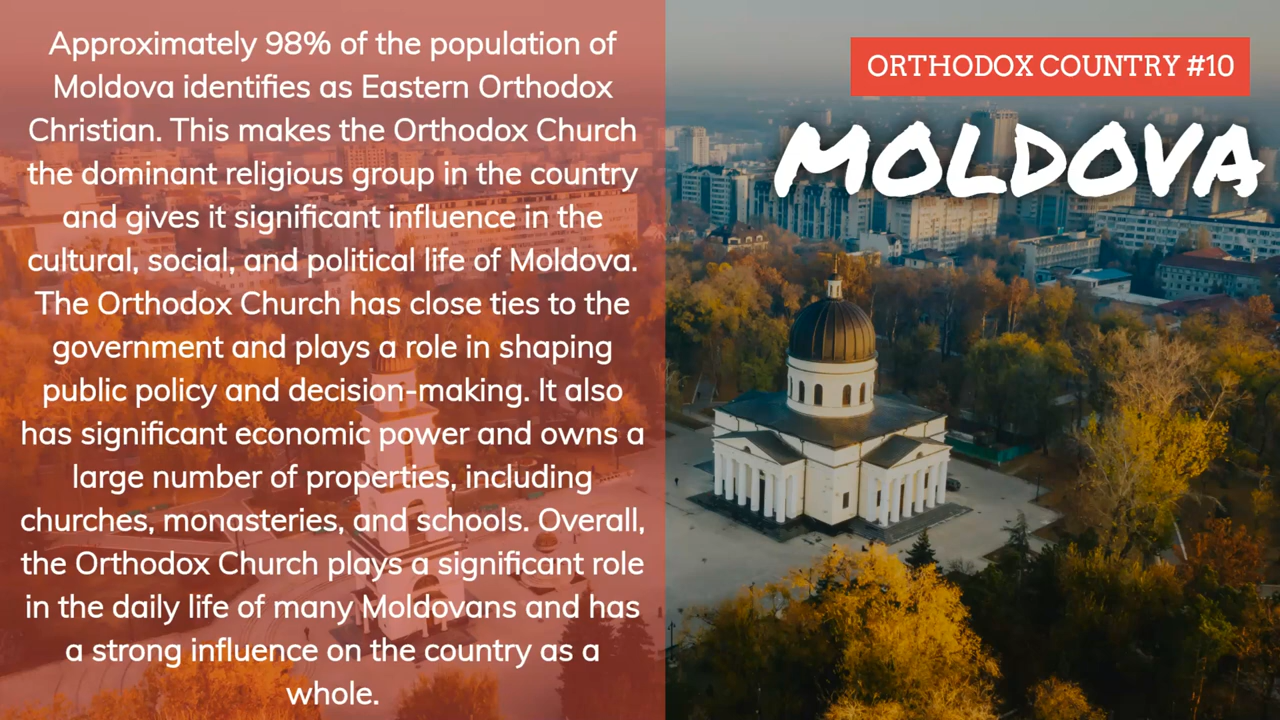 Approximately 98% of the population of
Moldova identifies as Eastern Orthodox
Christian. This makes the Orthodox Church
the dominant religious group in the country
and gives it significant influence in the
cultural, social, and political life of Moldova.
The Orthodox Church has close ties to the
government and plays a role in shaping
public policy and decision-making. It also
has significant economic power and owns a
large number of properties, including
churches, monasteries, and schools. Overall,
the Orthodox Church plays a significant role
in the daily life of many Moldovans and has
a strong influence on the country as a
whole.
ORTHODOX COUNTRY #10
MOLDOVA